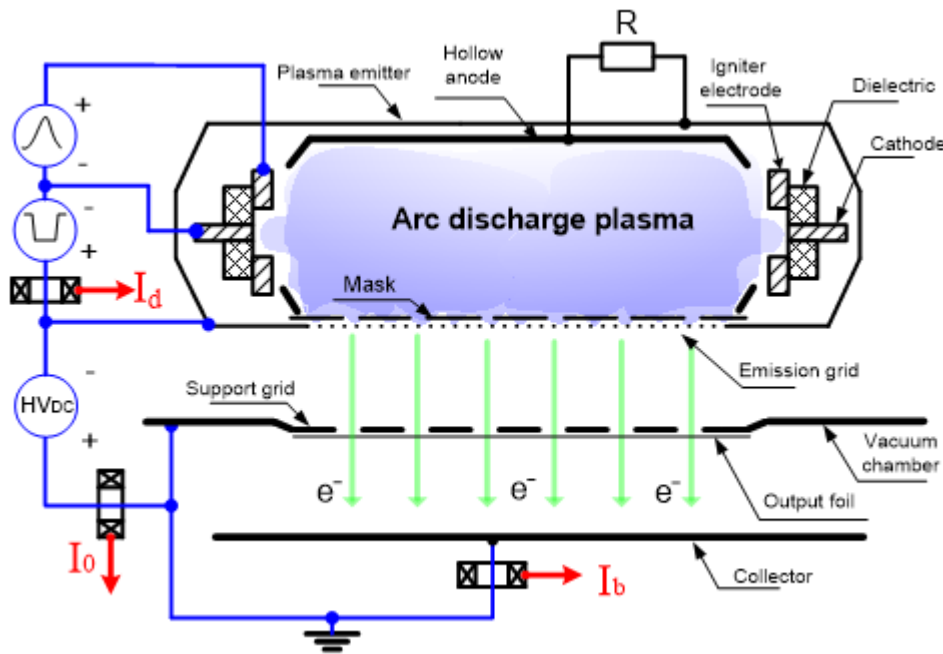 R
Hollow
anode
Plasma emitter
Igniter
electrode
Dielectric
Cathode
+
-
-
+
Arc discharge plasma
Mask
Id
Emission grid
Support grid
-
HVDC
+
Vacuum
chamber
e-
e-
e-
Output foil
I0
Ib
Collector